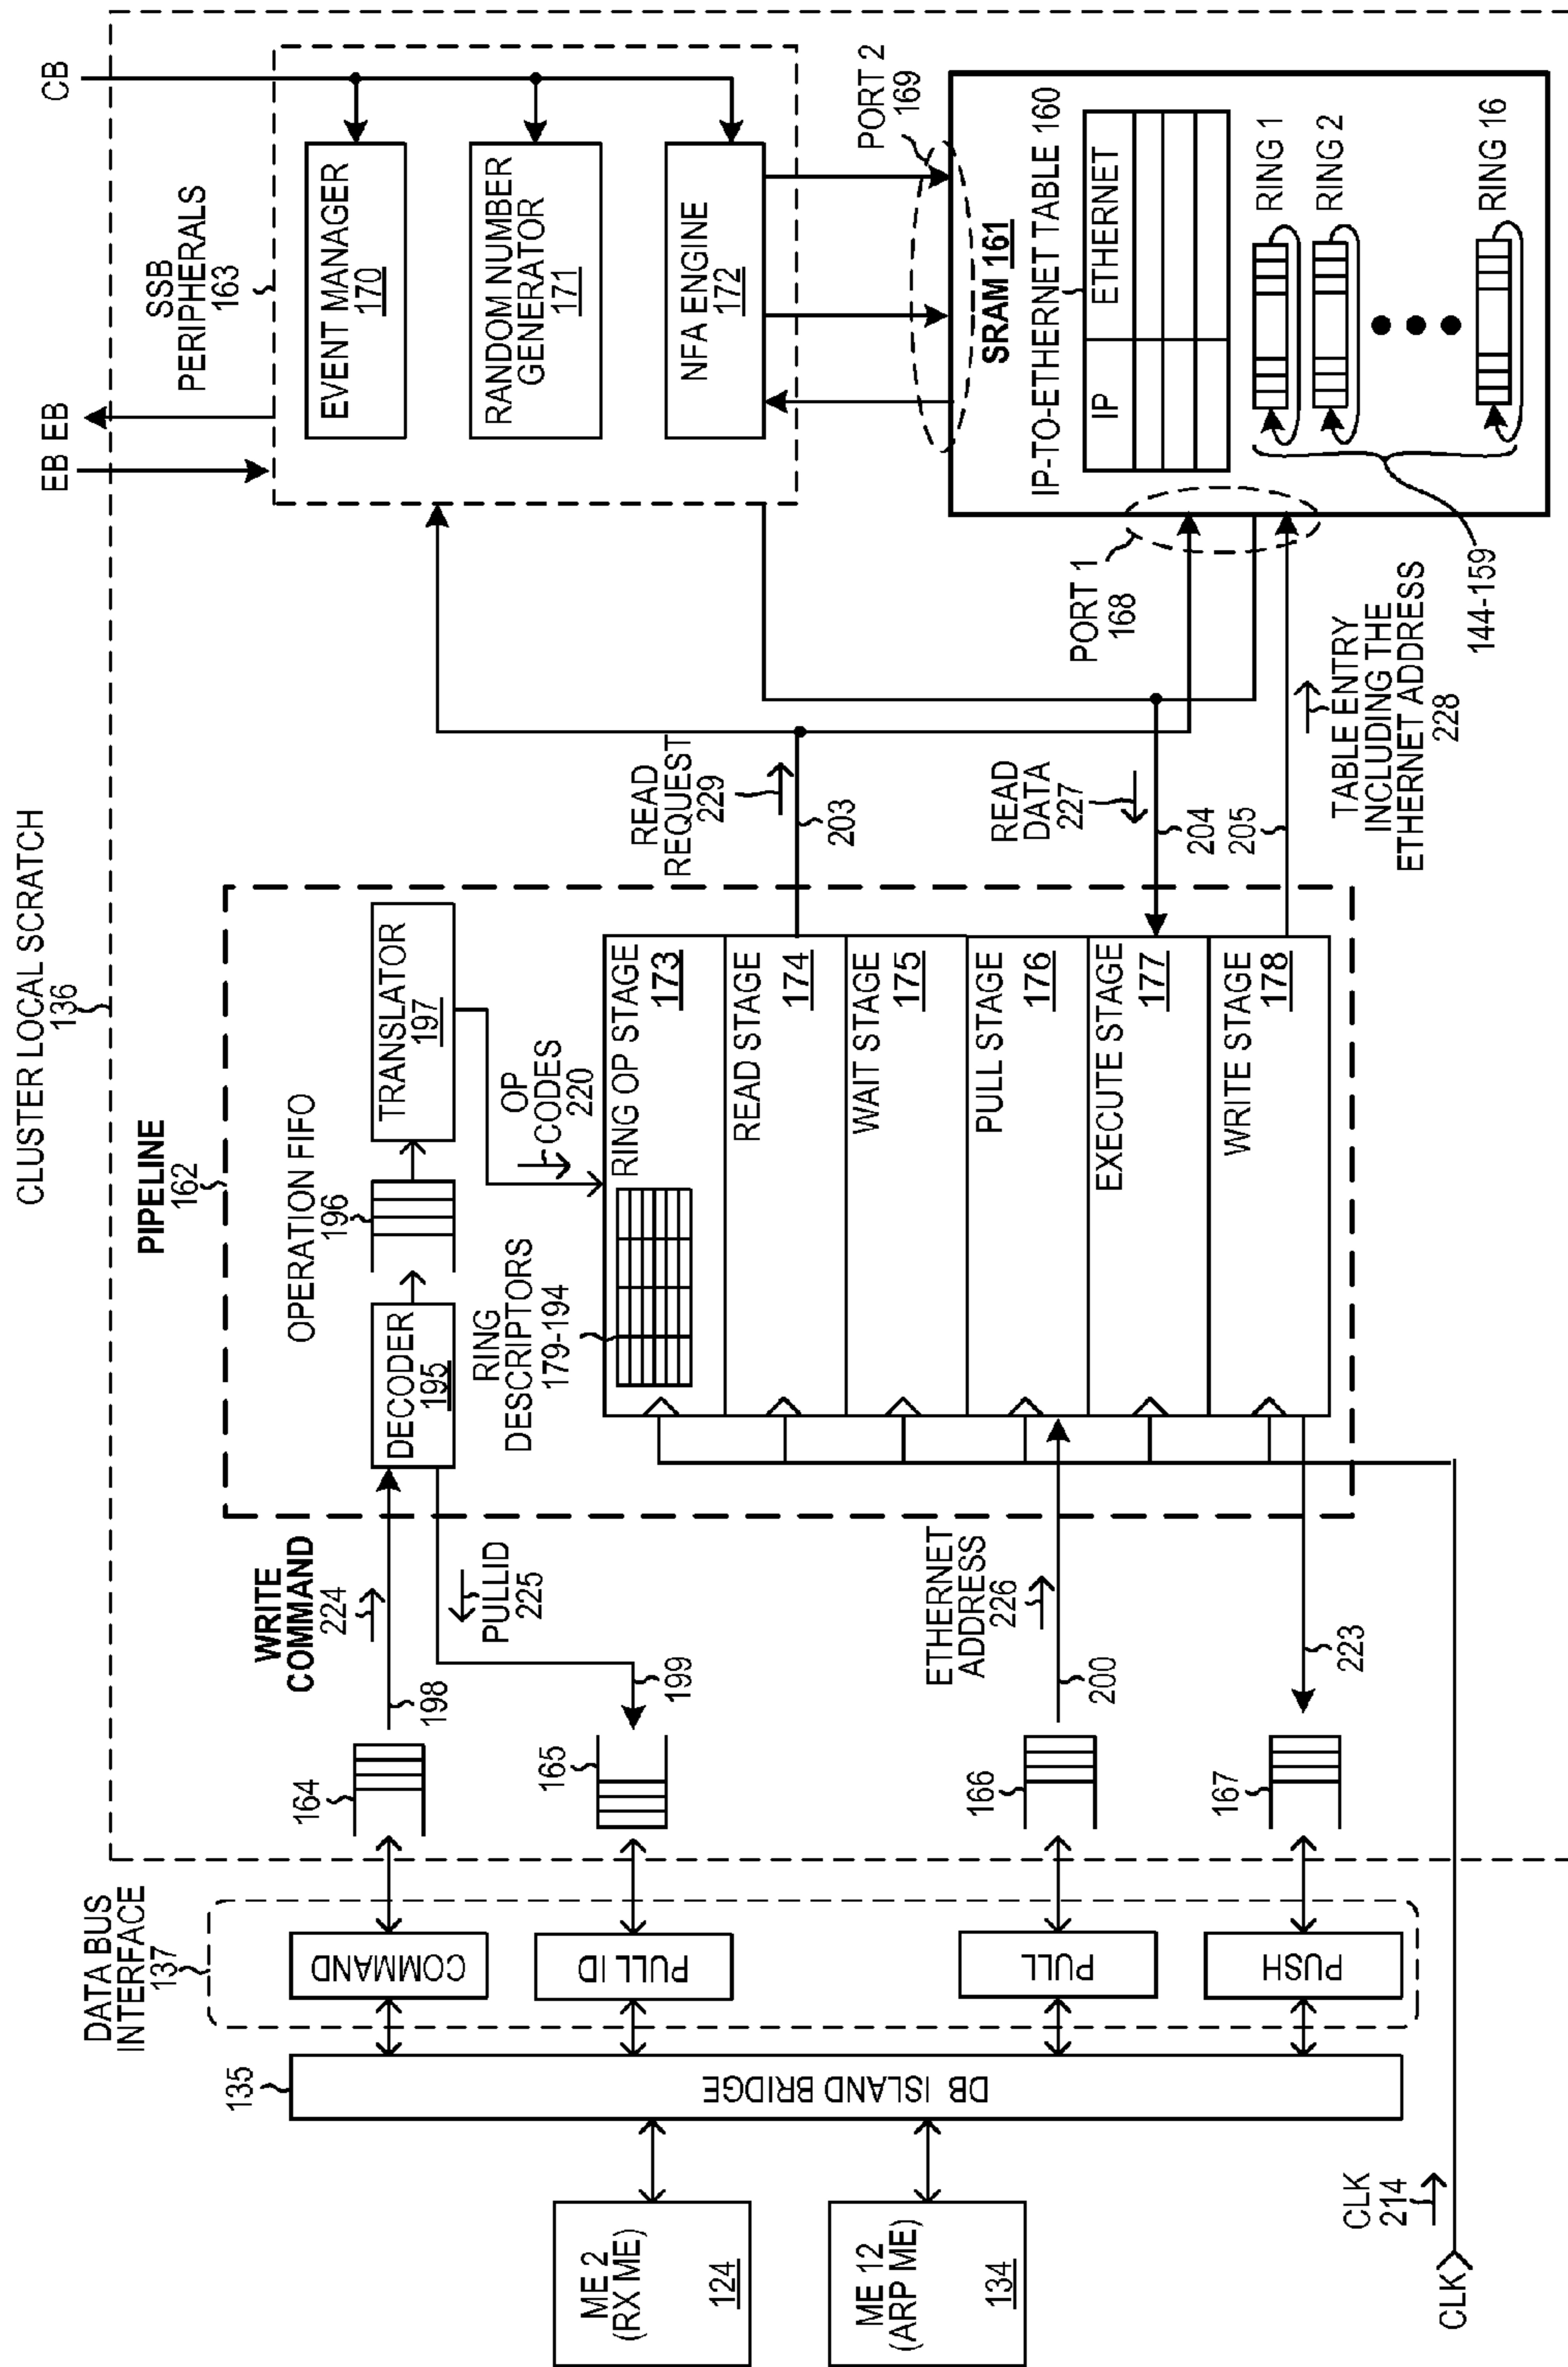 CLUSTER LOCAL SCRATCH
136
CB
EB EB
SSB
PERIPHERALS
163
EVENT MANAGER
170
RANDOM NUMBER
GENERATOR
171
NFA ENGINE
172
PORT 2
169
SRAM 161
IP-TO-ETHERNET TABLE 160
IP
ETHERNET
RING 1
RING 2
RING 16
144-159
PORT 1
168
PIPELINE
162
OPERATION FIFO
196
TRANSLATOR
197
DECODER
195
OP
CODES
220
RING
DESCRIPTORS
179-194
RING OP STAGE
173
READ STAGE
174
WAIT STAGE
175
PULL STAGE
176
EXECUTE STAGE
177
WRITE STAGE
178
READ
REQUEST
229
203
READ
DATA
227
204
205
TABLE ENTRY
INCLUDING THE
ETHERNET ADDRESS
228
WRITE
COMMAND
224
198
PULLID
225
199
ETHERNET
ADDRESS
226
200
223
164
165
166
167
DATA BUS
INTERFACE
137
COMMAND
PULL ID
PULL
PUSH
135
DB ISLAND BRIDGE
ME 2
(RX ME)
124
ME 12
(ARP ME)
134
CLK
214
CLK